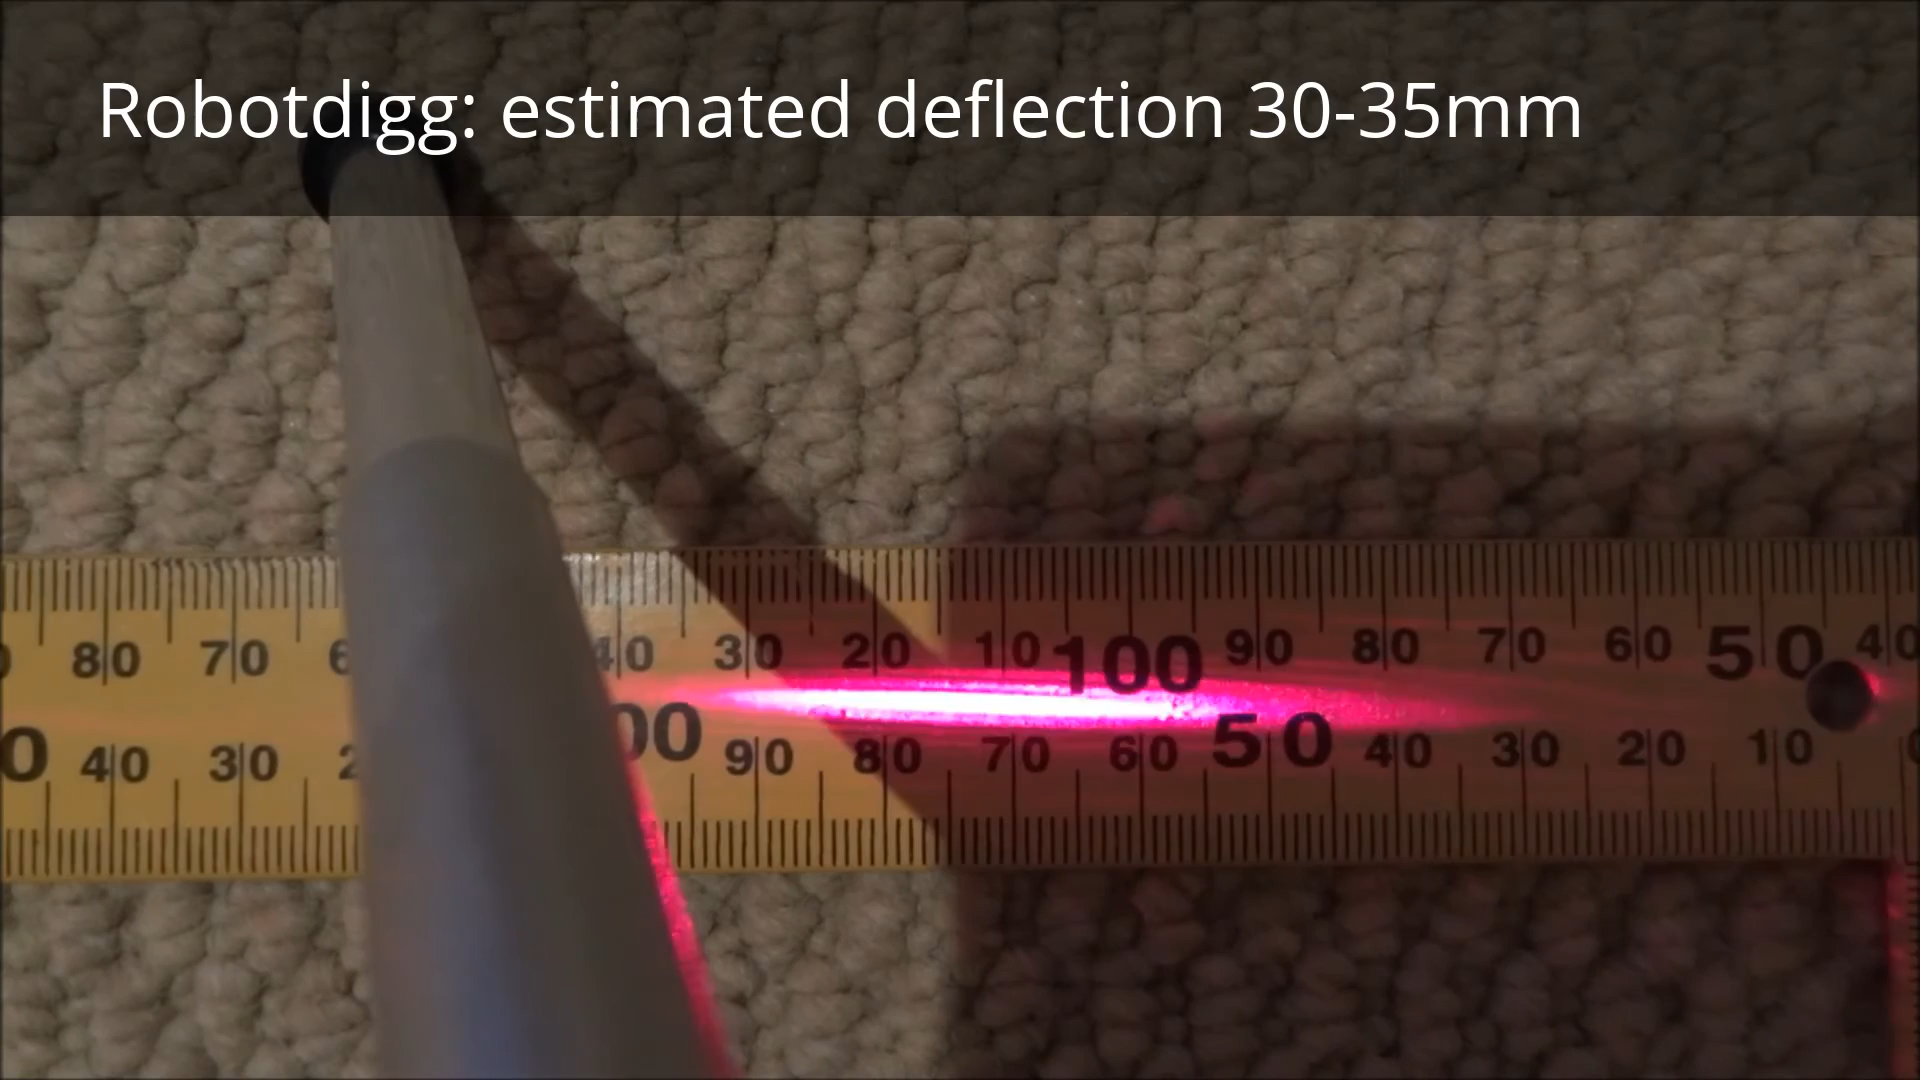 Robotdigg: estimated deflection 30-35mm
80 70 40 30 20 10 100 90 80 70 60 50 40
40 30 90 80 70 60 50 40 30 20 10